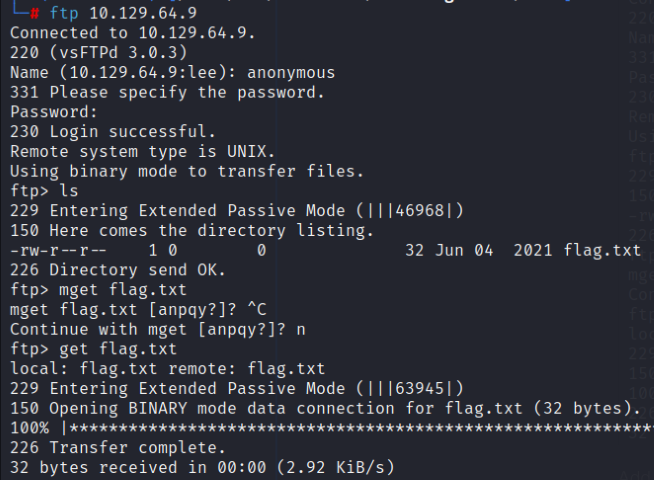 └─# ftp 10.129.64.9
Connected to 10.129.64.9.
220 (vsFTPd 3.0.3)
Name (10.129.64.9:lee): anonymous
331 Please specify the password.
Password:
230 Login successful.
Remote system type is UNIX.
Using binary mode to transfer files.
ftp> ls
229 Entering Extended Passive Mode (|||46968|)
150 Here comes the directory listing.
-rw-r--r--    1 0        0              32 Jun 04  2021 flag.txt
226 Directory send OK.
ftp> mget flag.txt
mget flag.txt [anpqy?]? ^C
Continue with mget [anpqy?]? n
ftp> get flag.txt
local: flag.txt remote: flag.txt
229 Entering Extended Passive Mode (|||63945|)
150 Opening BINARY mode data connection for flag.txt (32 bytes).
100% |***********************************************************
226 Transfer complete.
32 bytes received in 00:00 (2.92 KiB/s)